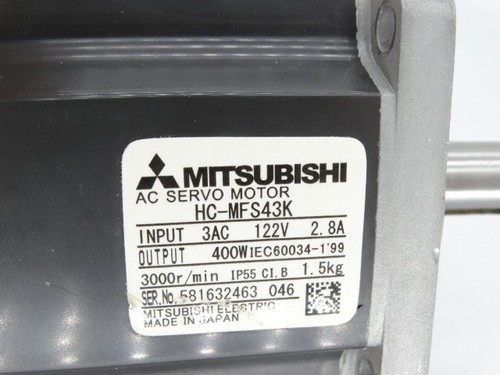 MITSUBISHI
AC SERVO MOTOR
HC-MFS43K
INPUT 3AC 122V 2.8A
OUTPUT 400W IEC60034-1'99
3000r/min IP55 CI.B 1.5kg
SER.No.581632463 046
MITSUBISHI ELECTRIC
MADE IN JAPAN